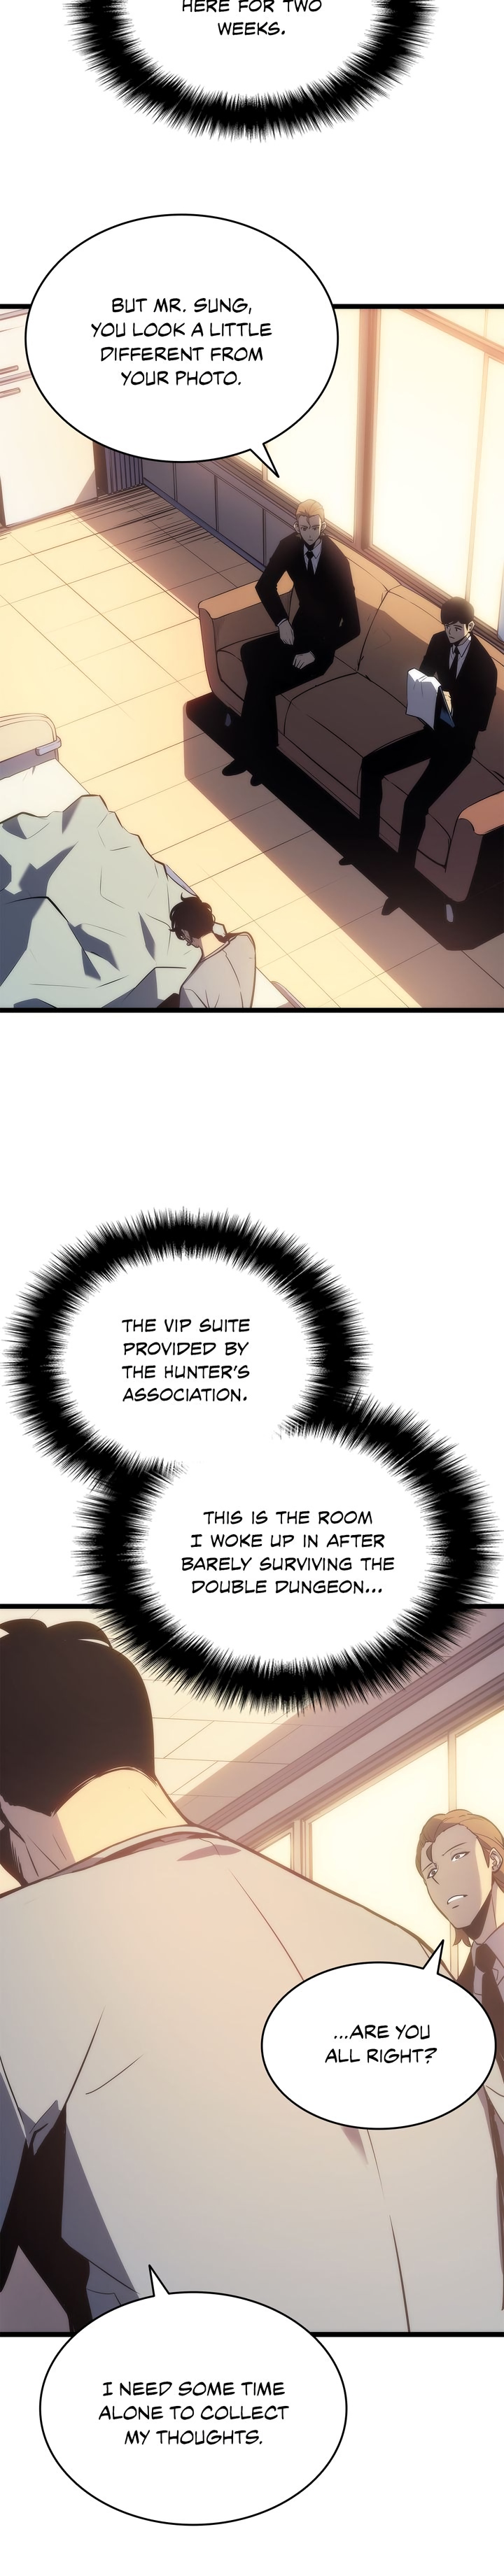 HERE FOR TWO
WEEKS.
BUT MR. SUNG,
YOU LOOK A LITTLE
DIFFERENT FROM
YOUR PHOTO.
THE VIP SUITE
PROVIDED BY
THE HUNTER'S
ASSOCIATION.
THIS IS THE ROOM
I WOKE UP IN AFTER
BARELY SURVIVING THE
DOUBLE DUNGEON...
...ARE YOU
ALL RIGHT?
I NEED SOME TIME
ALONE TO COLLECT
MY THOUGHTS.